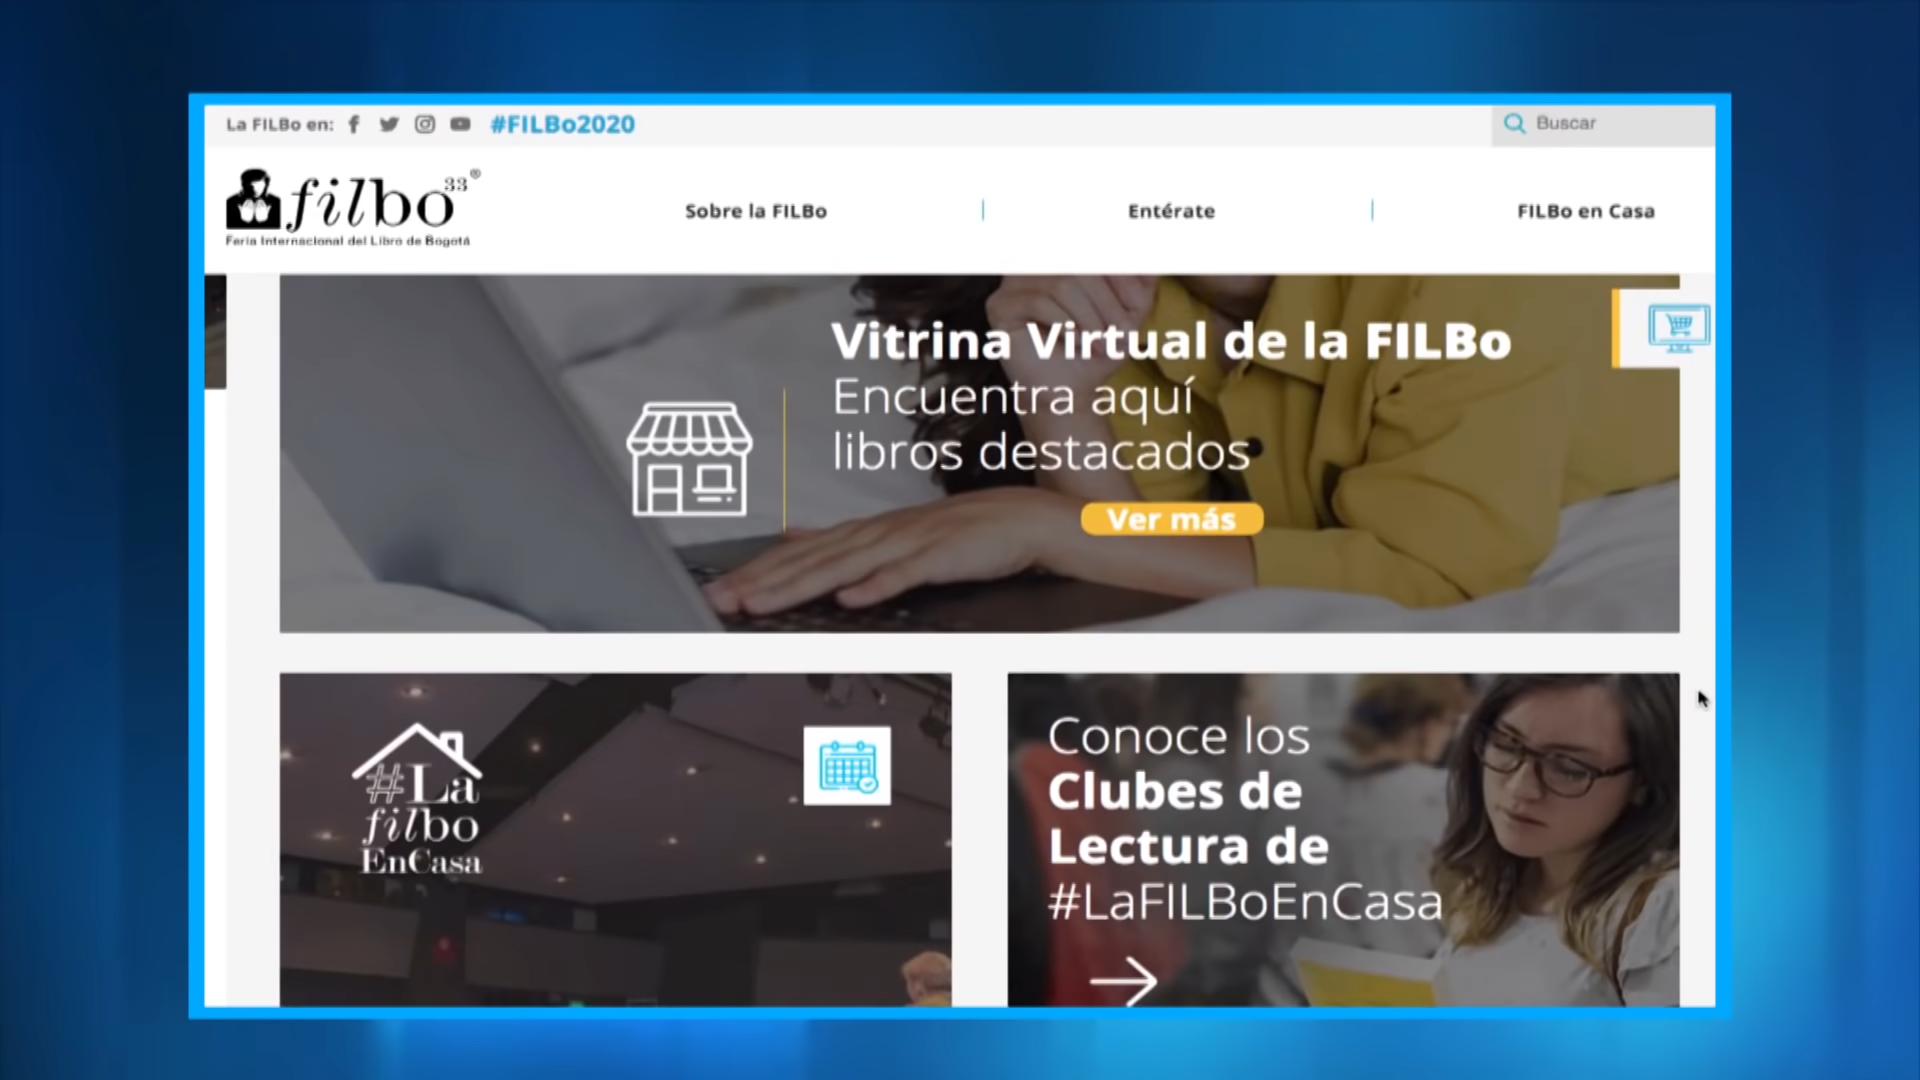 La FILBo en:
#FILBo2020
Buscar
filbo 33®
Feria Internacional del Libro de Bogotá
Sobre la FILBo
Entérate
FILBo en Casa
Vitrina Virtual de la FILBo
Encuentra aquí
libros destacados
Ver más
#La
filbo
EnCasa
Conoce los
Clubes de
Lectura de
#LaFILBoEnCasa